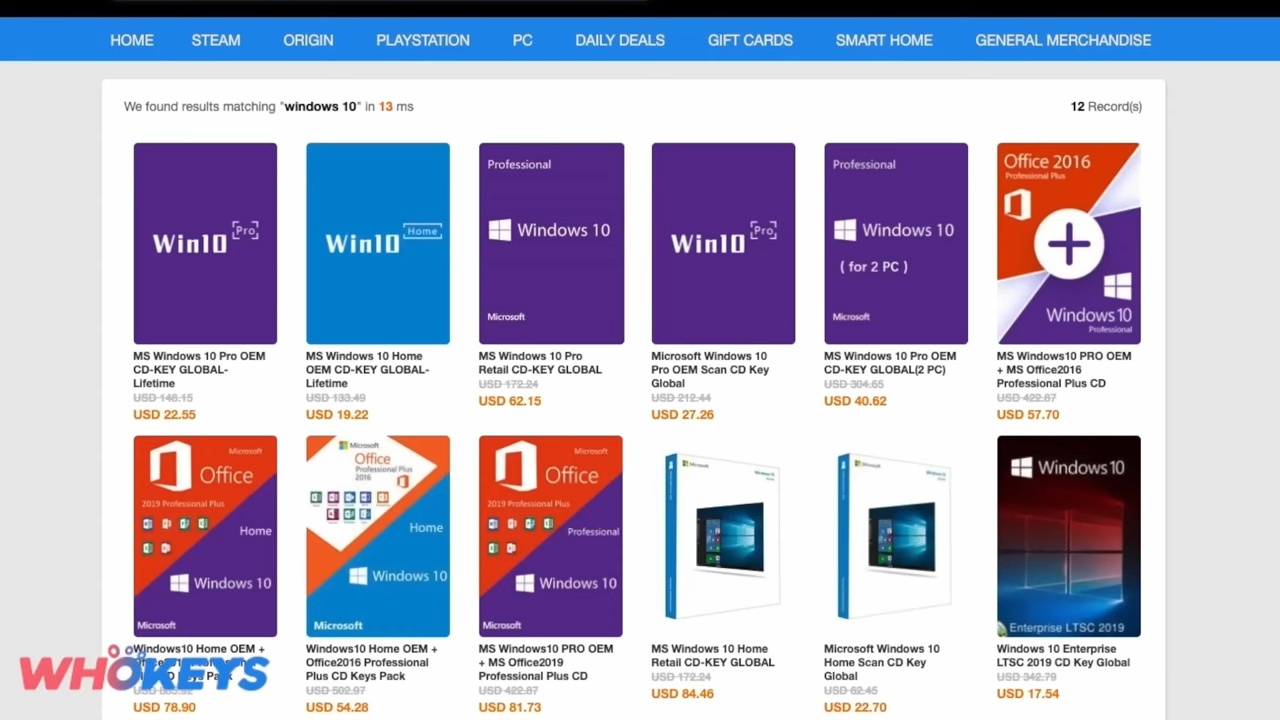 HOME STEAM ORIGIN PLAYSTATION PC DAILY DEALS GIFT CARDS SMART HOME GENERAL MERCHANDISE
We found results matching "windows 10" in 13 ms
12 Record(s)
Win10 Pro
MS Windows 10 Pro OEM
CD-KEY GLOBAL-
Lifetime
USD 148.15
USD 22.55
Win10 Home
MS Windows 10 Home
OEM CD-KEY GLOBAL-
Lifetime
USD 133.49
USD 19.22
Professional
Windows 10
Microsoft
MS Windows 10 Pro
Retail CD-KEY GLOBAL
USD 172.24
USD 62.15
Win10 Pro
Microsoft Windows 10
Pro OEM Scan CD Key
Global
USD 212.44
USD 27.26
Professional
Windows 10
( for 2 PC )
Microsoft
MS Windows 10 Pro OEM
CD-KEY GLOBAL(2 PC)
USD 304.65
USD 40.62
Office 2016
Professional Plus
Windows 10
Professional
MS Windows10 PRO OEM
+ MS Office2016
Professional Plus CD
USD 422.87
USD 57.70
Microsoft
Office
2019 Professional Plus
Home
Windows 10
Microsoft
Windows10 Home OEM +
USD 78.90
Microsoft
Office
Professional Plus
2016
Home
Windows 10
Microsoft
Windows10 Home OEM +
Office2016 Professional
Plus CD Keys Pack
USD 502.97
USD 54.28
Microsoft
Office
2019 Professional Plus
Professional
Windows 10
Microsoft
MS Windows10 PRO OEM
+ MS Office2019
Professional Plus CD
USD 422.87
USD 81.73
Microsoft
MS Windows 10 Home
Retail CD-KEY GLOBAL
USD 172.24
USD 84.46
Microsoft
Microsoft Windows 10
Home Scan CD Key
Global
USD 62.45
USD 22.70
Windows 10
Enterprise LTSC 2019
Windows 10 Enterprise
LTSC 2019 CD Key Global
USD 342.79
USD 17.54
WHOKEYS